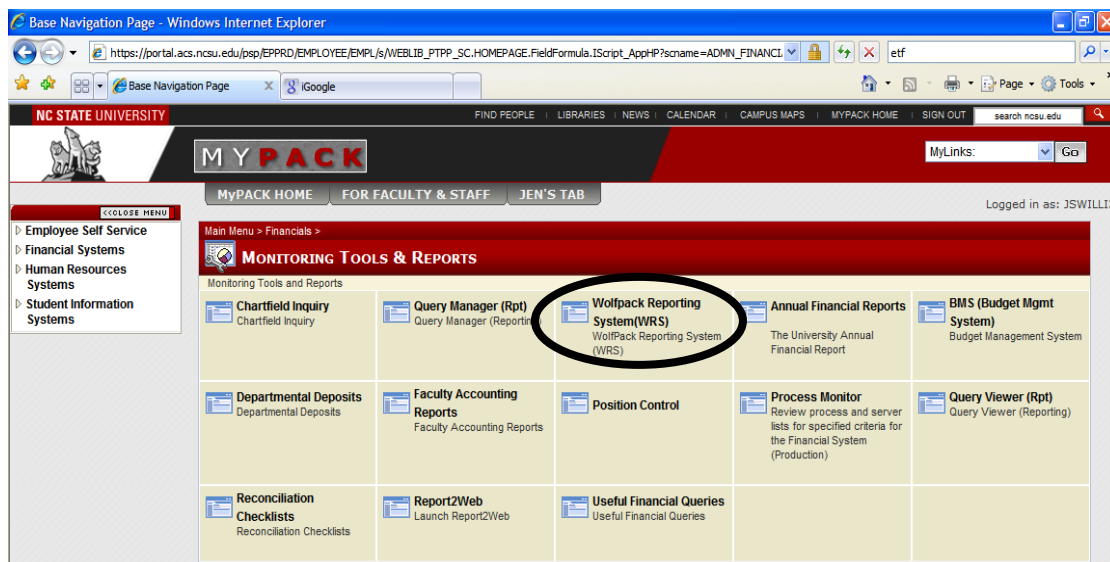 Base Navigation Page - Windows Internet Explorer
https://portal.acs.ncsu.edu/psp/EPPRD/EMPLOYEE/EMPL/s/WEBLIB_PTPP_SC.HOMEPAGE.FieldFormula.IScript_AppHP?scname=ADMN_FINANCI
etf
Base Navigation Page
iGoogle
Page
Tools
NC STATE UNIVERSITY
FIND PEOPLE | LIBRARIES | NEWS | CALENDAR | CAMPUS MAPS | MYPACK HOME | SIGN OUT
search ncsu.edu
MY PACK
MyLinks:
Go
MyPACK HOME
FOR FACULTY & STAFF
JEN'S TAB
Logged in as: JSWILLI
<<CLOSE MENU
Employee Self Service
Financial Systems
Human Resources
Systems
Student Information
Systems
Main Menu > Financials >
MONITORING TOOLS & REPORTS
Monitoring Tools and Reports
Chartfield Inquiry
Chartfield Inquiry
Query Manager (Rpt)
Query Manager (Reporting)
Wolfpack Reporting
System(WRS)
WolfPack Reporting System
(WRS)
Annual Financial Reports
The University Annual
Financial Report
BMS (Budget Mgmt
System)
Budget Management System
Departmental Deposits
Departmental Deposits
Faculty Accounting
Reports
Faculty Accounting Reports
Position Control
Process Monitor
Review process and server
lists for specified criteria for
the Financial System
(Production)
Query Viewer (Rpt)
Query Viewer (Reporting)
Reconciliation
Checklists
Reconciliation Checklists
Report2Web
Launch Report2Web
Useful Financial Queries
Useful Financial Queries